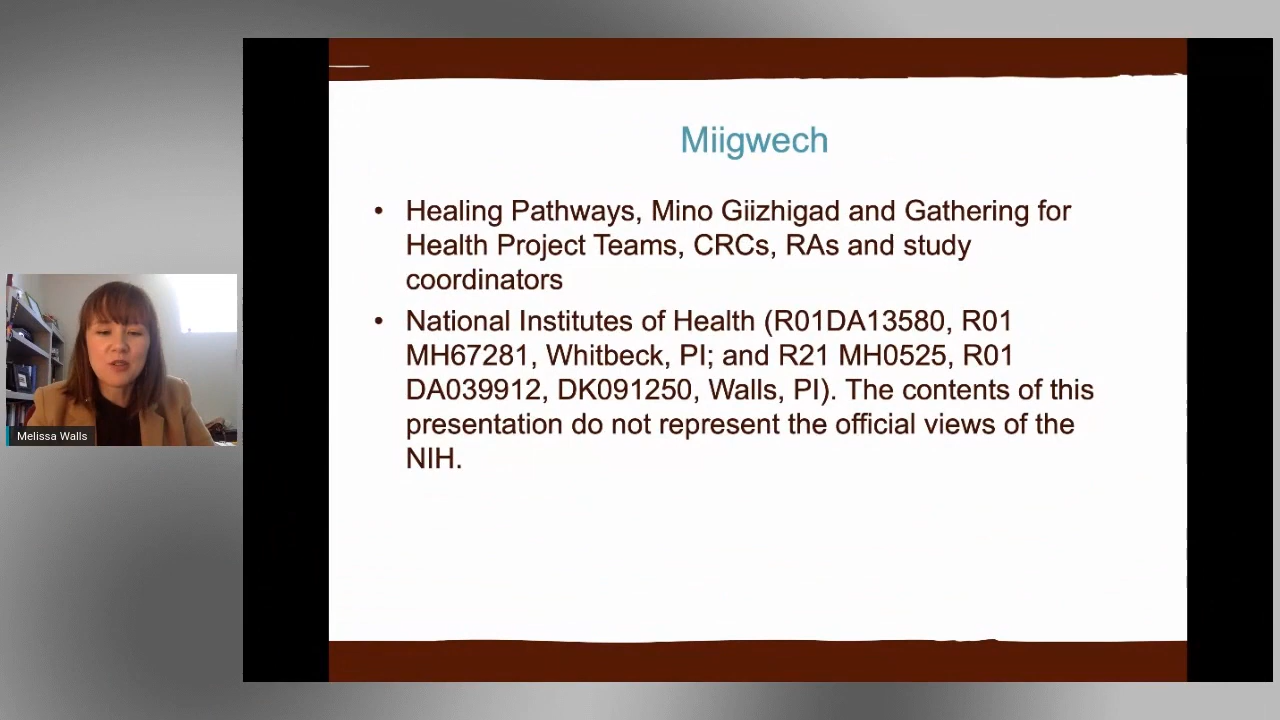 Miigwech
• Healing Pathways, Mino Giizhigad and Gathering for
Health Project Teams, CRCs, RAs and study
coordinators
• National Institutes of Health (R01DA13580, R01
MH67281, Whitbeck, PI; and R21 MH0525, R01
DA039912, DK091250, Walls, PI). The contents of this
presentation do not represent the official views of the
NIH.
Melissa Walls